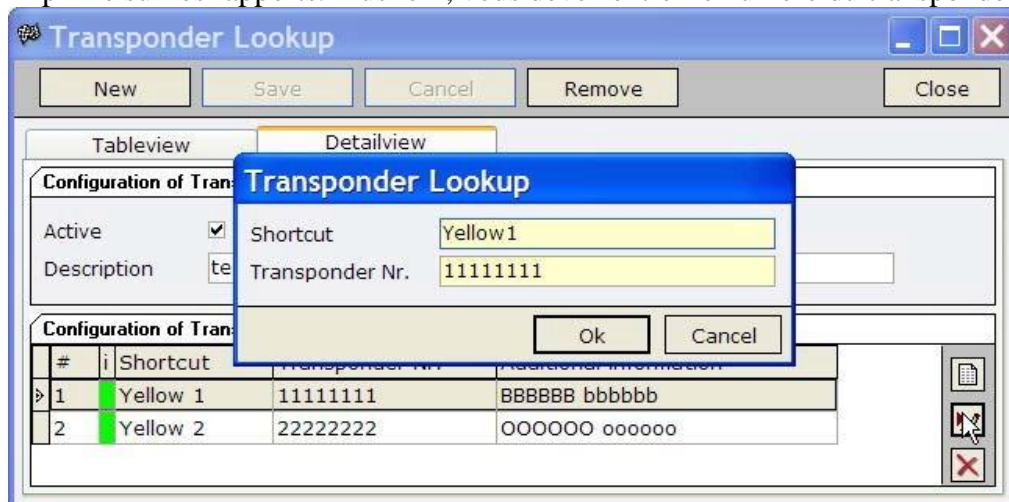 Transponder Lookup
New Save Cancel Remove Close
Tableview Detailview
Configuration of Tran
Transponder Lookup
Active
Shortcut Yellow1
Description te
Transponder Nr. 11111111
Ok Cancel
Configuration of Tran
# i Shortcut
1 Yellow 1 11111111 BBBBBB bbbbbb
2 Yellow 2 22222222 OOOOOO oooooo